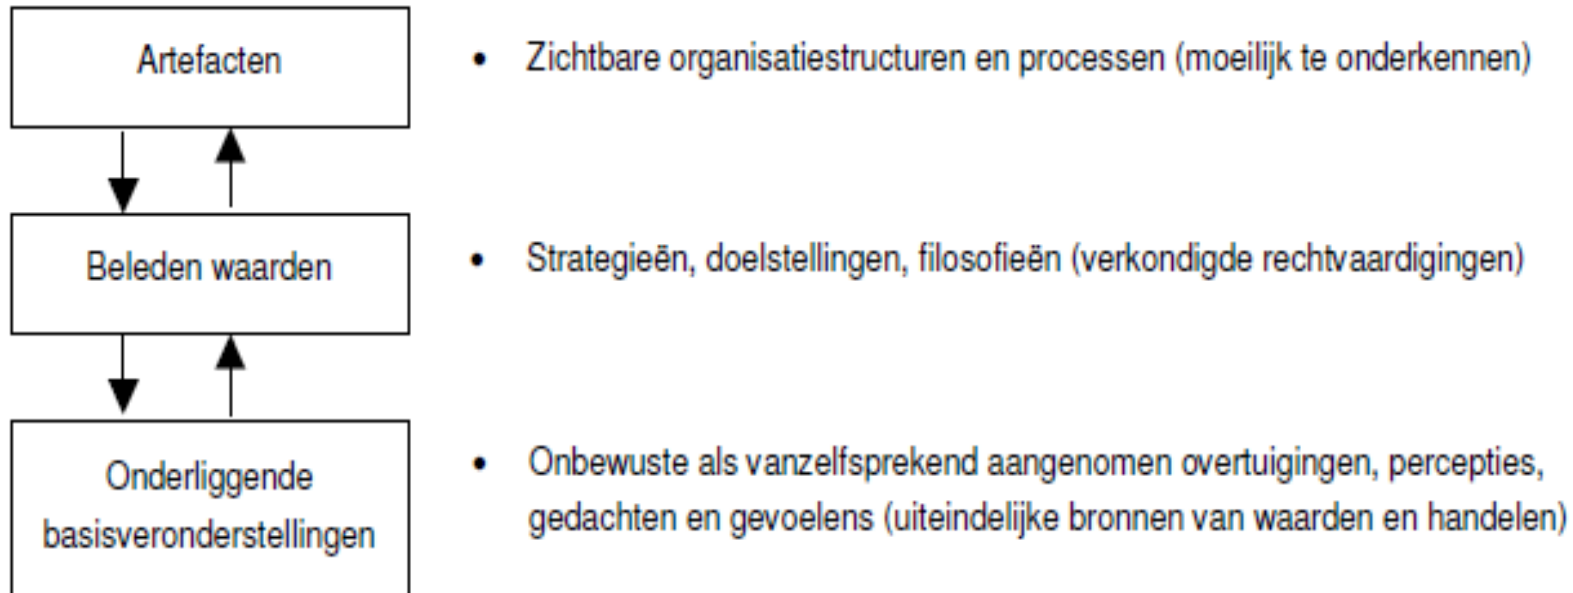 Artefacten
• Zichtbare organisatiestructuren en processen (moeilijk te onderkennen)
Beleden waarden
• Strategieën, doelstellingen, filosofieën (verkondigde rechtvaardigingen)
Onderliggende
basisveronderstellingen
• Onbewuste als vanzelfsprekend aangenomen overtuigingen, percepties,
gedachten en gevoelens (uiteindelijke bronnen van waarden en handelen)